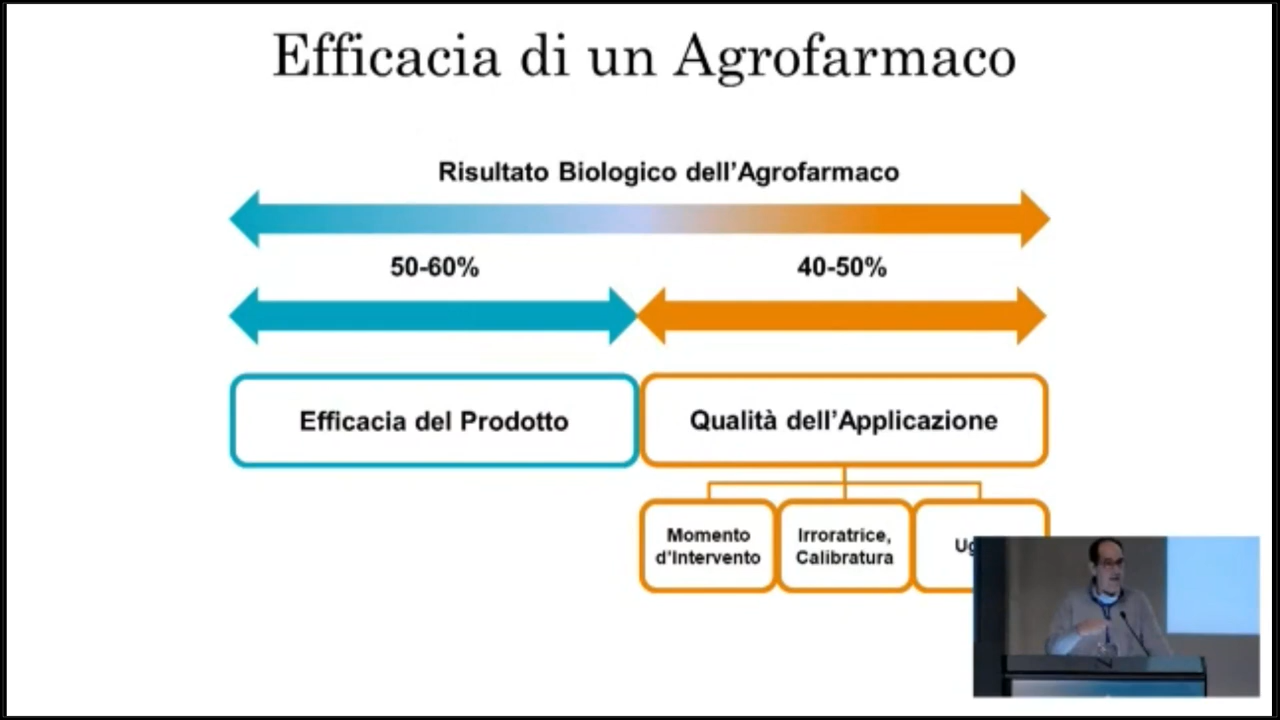 Efficacia di un Agrofarmaco
Risultato Biologico dell'Agrofarmaco
50-60%
40-50%
Efficacia del Prodotto
Qualità dell'Applicazione
Momento
d'Intervento
Irroratrice,
Calibratura